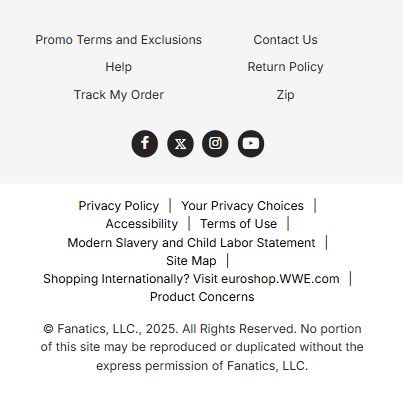 Promo Terms and Exclusions
Contact Us
Help
Return Policy
Track My Order
Zip
Privacy Policy | Your Privacy Choices |
Accessibility | Terms of Use |
Modern Slavery and Child Labor Statement |
Site Map |
Shopping Internationally? Visit euroshop.WWE.com |
Product Concerns
© Fanatics, LLC., 2025. All Rights Reserved. No portion
of this site may be reproduced or duplicated without the
express permission of Fanatics, LLC.